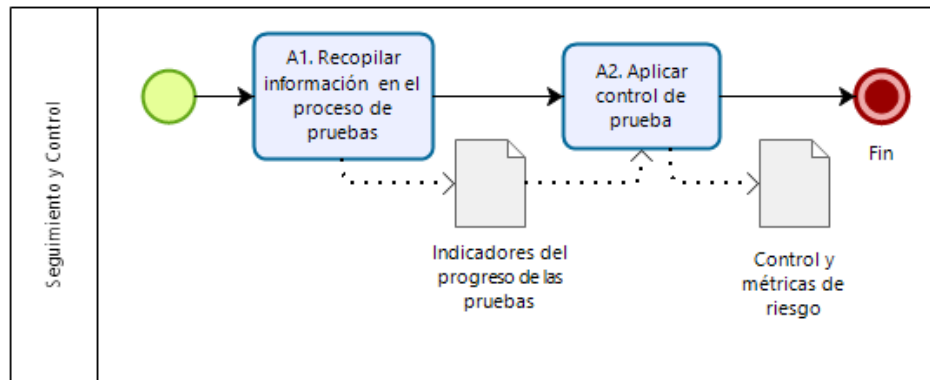 Seguimiento y Control
A1. Recopilar
información en el
proceso de
pruebas
A2. Aplicar
control de
prueba
Fin
Indicadores del
progreso de las
pruebas
Control y
métricas de
riesgo